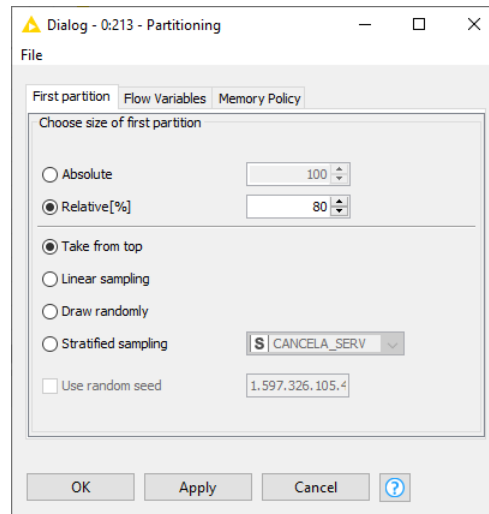 Dialog - 0:213 - Partitioning
File
First partition Flow Variables Memory Policy
Choose size of first partition
Absolute 100
Relative[%] 80
Take from top
Linear sampling
Draw randomly
Stratified sampling S CANCELA_SERV
Use random seed 1.597.326.105.4
OK Apply Cancel ?